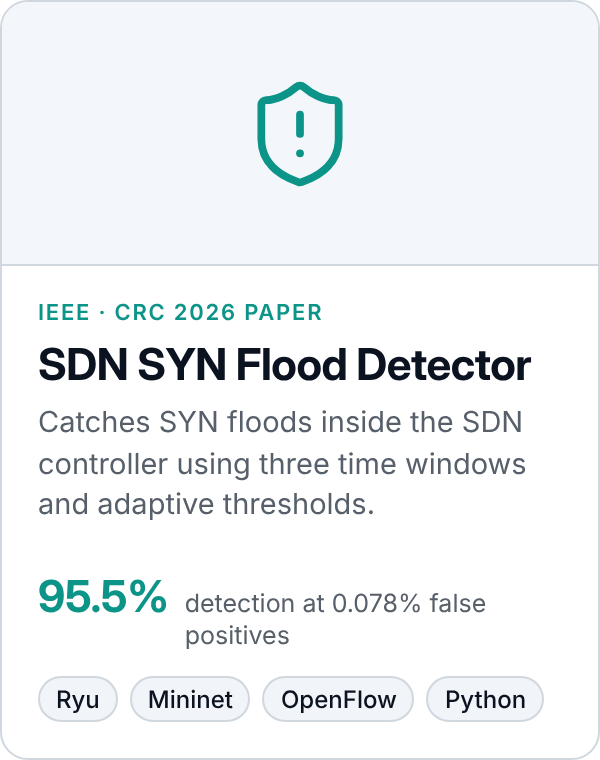 IEEE · CRC 2026 PAPER
SDN SYN Flood Detector
Catches SYN floods inside the SDN
controller using three time windows
and adaptive thresholds.
95.5% detection at 0.078% false
positives
Ryu Mininet OpenFlow Python